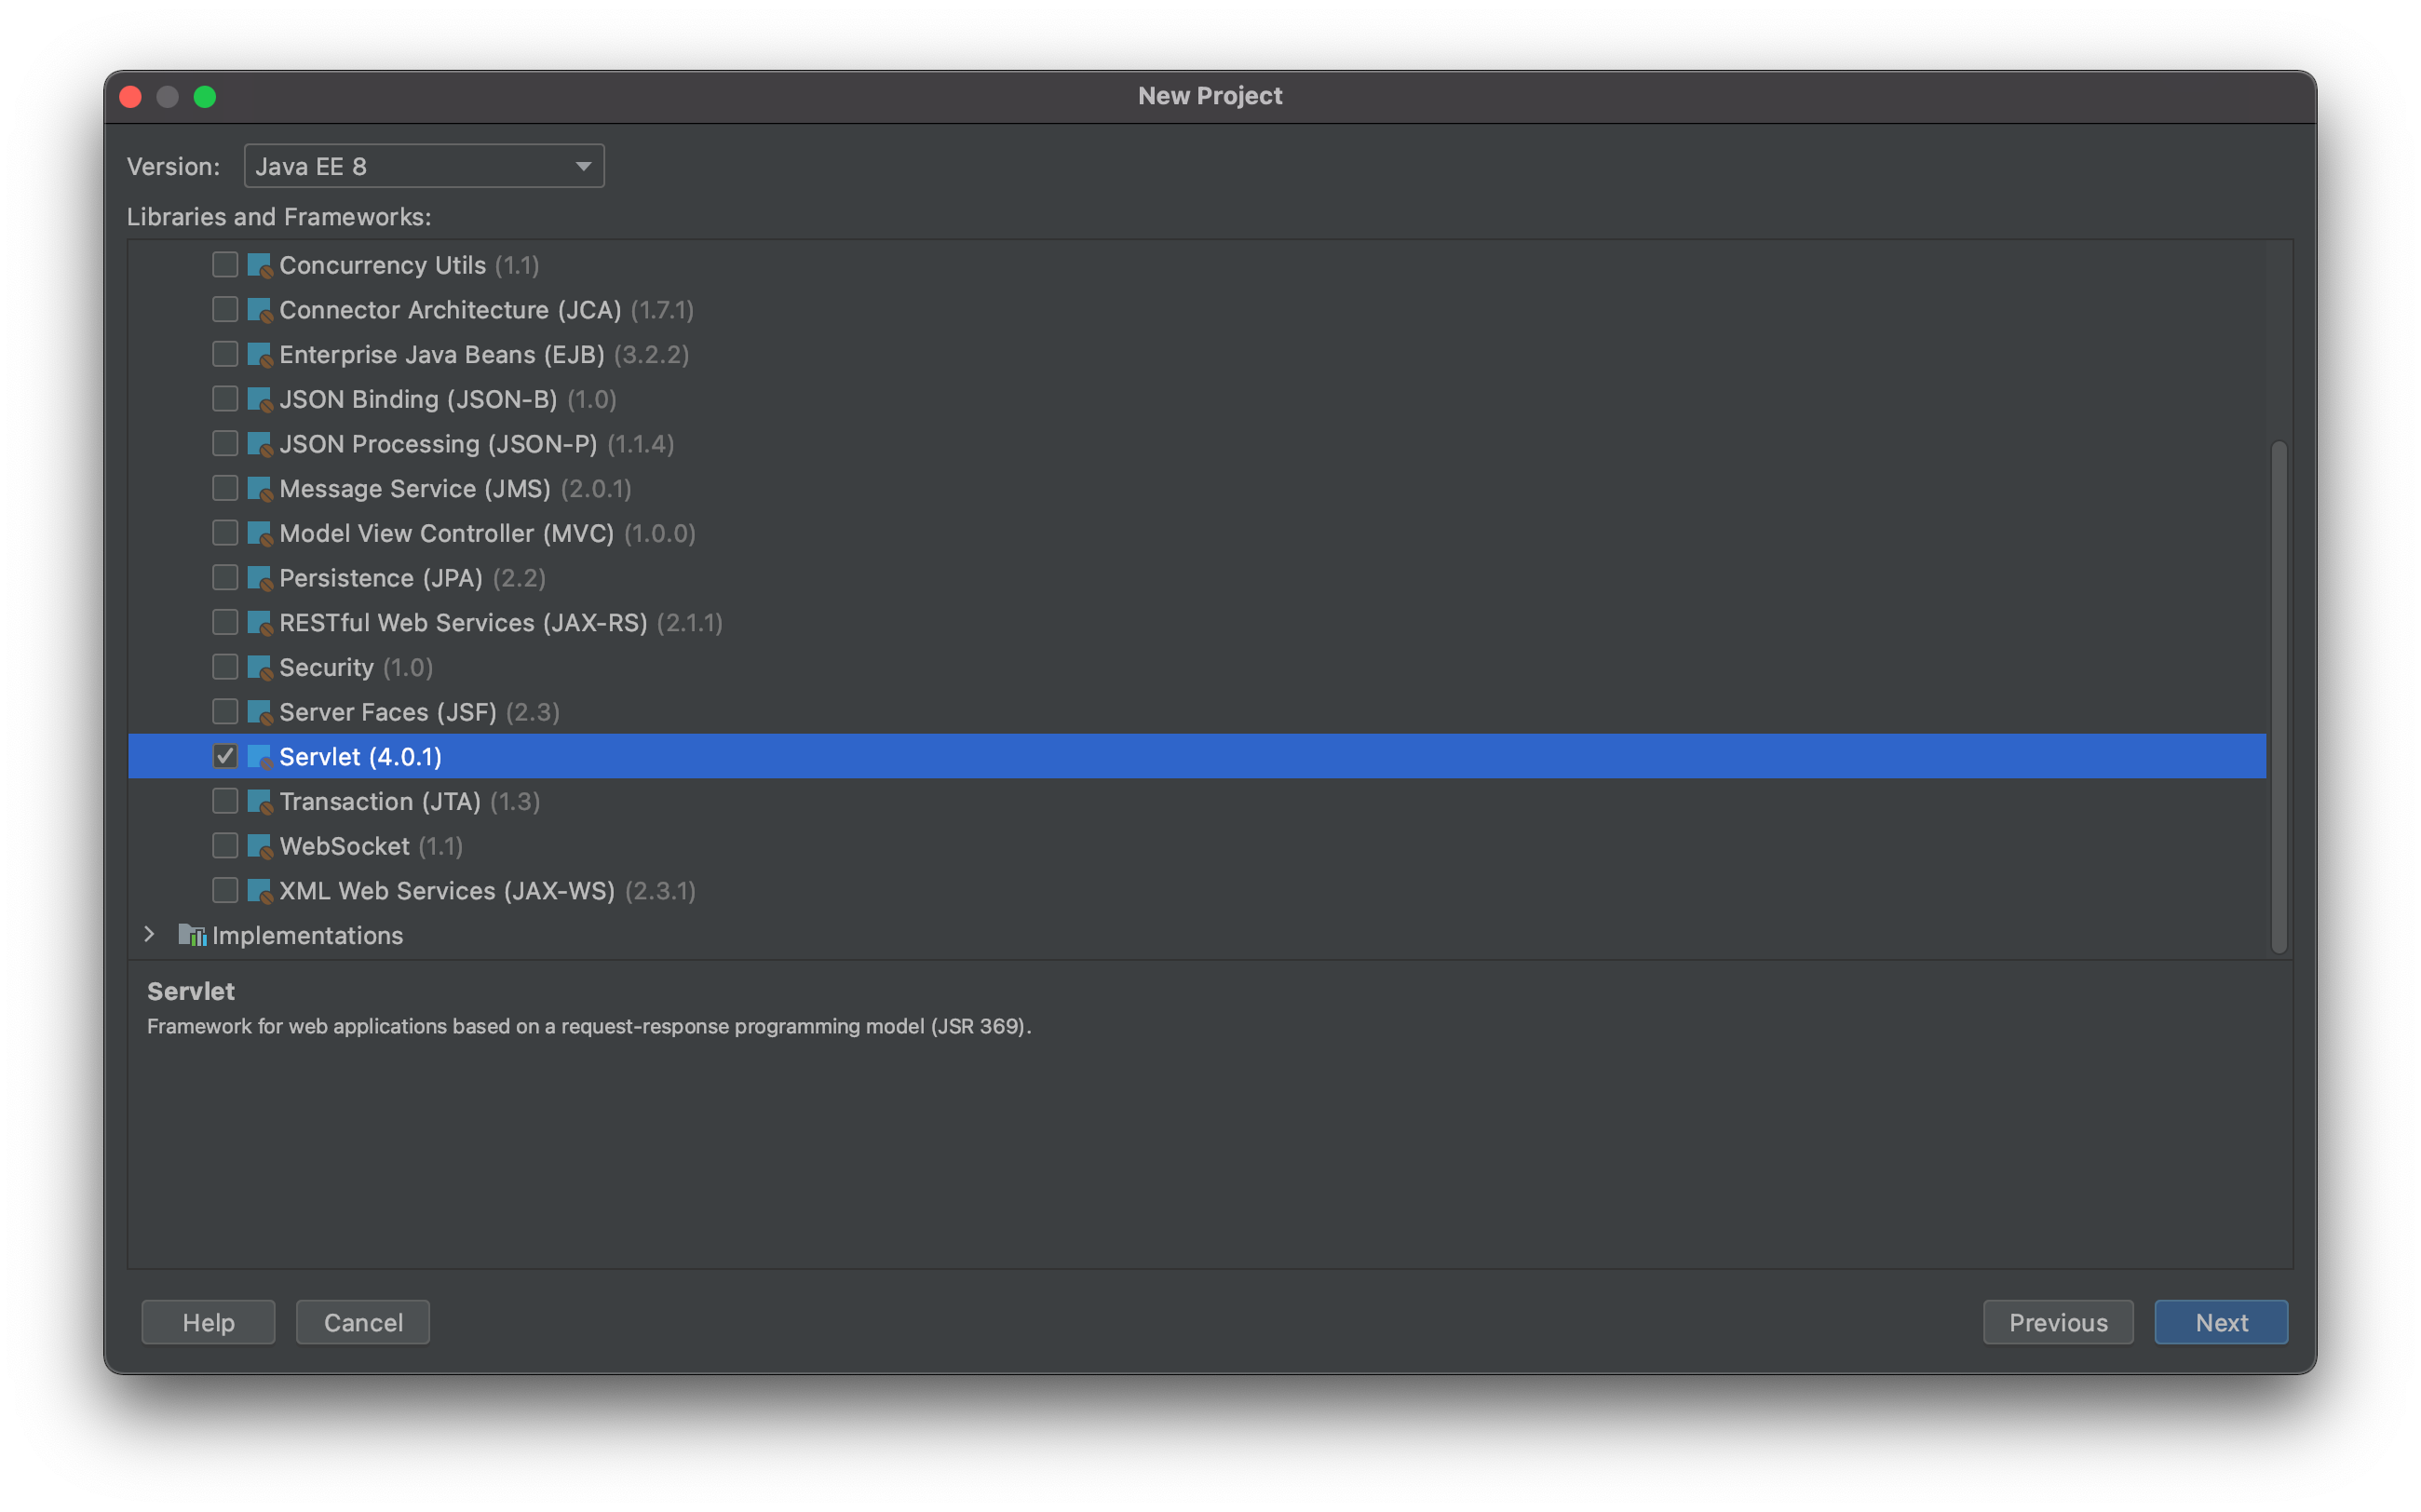 New Project
Version: Java EE 8
Libraries and Frameworks:
Concurrency Utils (1.1)
Connector Architecture (JCA) (1.7.1)
Enterprise Java Beans (EJB) (3.2.2)
JSON Binding (JSON-B) (1.0)
JSON Processing (JSON-P) (1.1.4)
Message Service (JMS) (2.0.1)
Model View Controller (MVC) (1.0.0)
Persistence (JPA) (2.2)
RESTful Web Services (JAX-RS) (2.1.1)
Security (1.0)
Server Faces (JSF) (2.3)
Servlet (4.0.1)
Transaction (JTA) (1.3)
WebSocket (1.1)
XML Web Services (JAX-WS) (2.3.1)
Implementations
Servlet
Framework for web applications based on a request-response programming model (JSR 369).
Help Cancel Previous Next